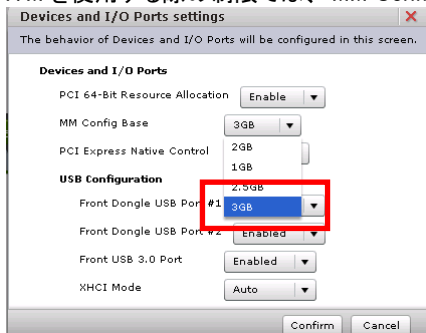 Devices and I/O Ports settings
The behavior of Devices and I/O Ports will be configured in this screen.
Devices and I/O Ports
PCI 64-Bit Resource Allocation Enable
MM Config Base 3GB
2GB
PCI Express Native Control
1GB
USB Configuration
2.5GB
Front Dongle USB Port #1
3GB
Front Dongle USB Port #2 Enabled
Front USB 3.0 Port Enabled
XHCI Mode Auto
Confirm Cancel